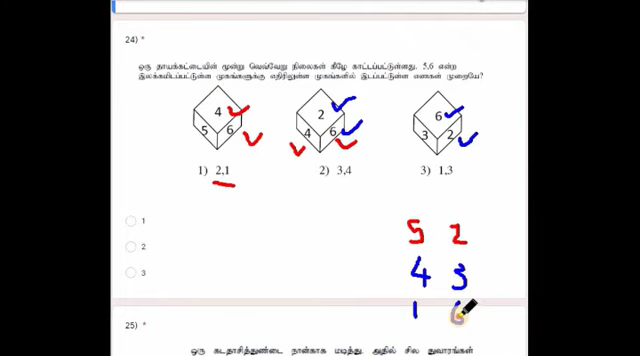 24) *
ஒரு தாயக்கட்டையின் மூன்று வெவ்வேறு நிலைகள் கீழே காட்டப்பட்டுள்ளது. 5,6 என்ற
இலக்கமிடப்பட்டுள்ள முகங்களுக்கு எதிரிலுள்ள முகங்களில் இடப்பட்டுள்ள எண்கள் முறையே?
4 2 6
5 6 4 6 3 2
1) 2,1 2) 3,4 3) 1,3
1
2
3
5 2
4 3
1 6
25) *
ஒரு கடதாசித்துண்டை நான்காக மடித்து, அதில் சில துவாரங்கள்